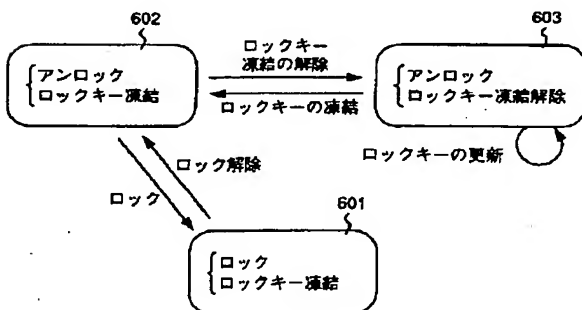 602
603
アンロック
ロックキー凍結
ロックキー
凍結の解除
ロックキーの凍結
アンロック
ロックキー凍結解除
ロックキーの更新
ロック解除
ロック
601
ロック
ロックキー凍結